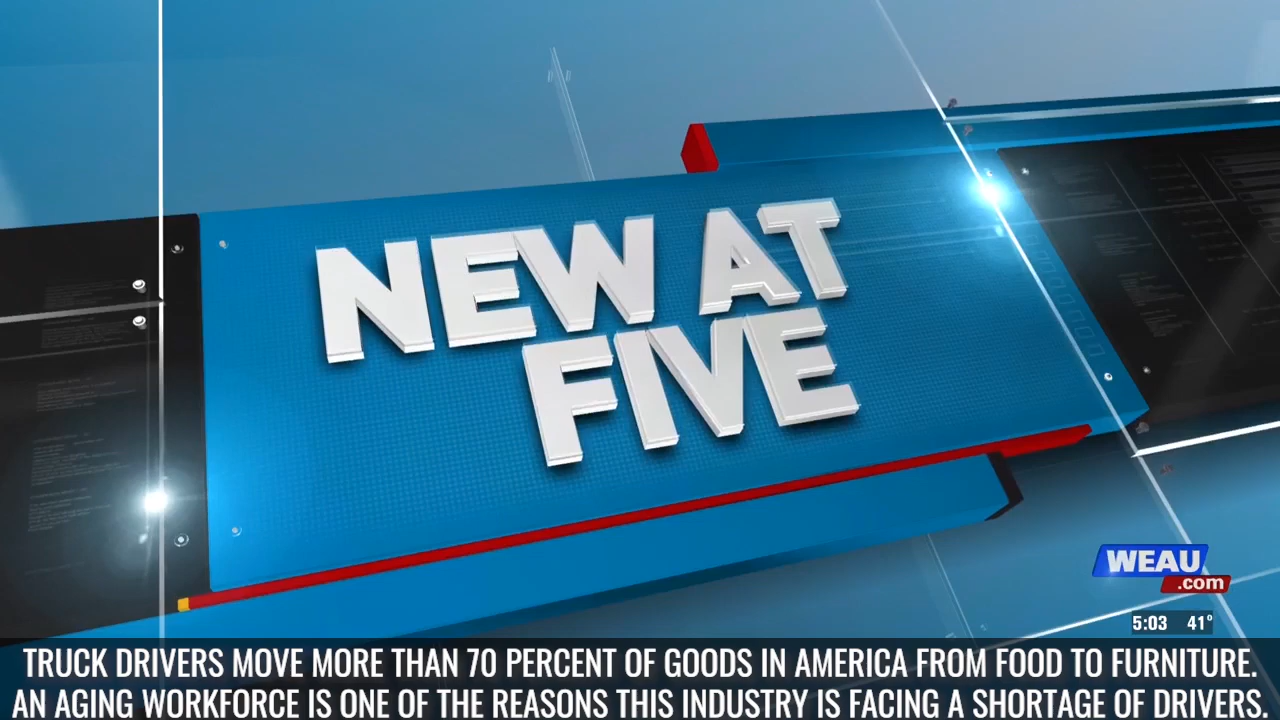 NEW AT
FIVE
WEAU
.com
5:03 41°
TRUCK DRIVERS MOVE MORE THAN 70 PERCENT OF GOODS IN AMERICA FROM FOOD TO FURNITURE.
AN AGING WORKFORCE IS ONE OF THE REASONS THIS INDUSTRY IS FACING A SHORTAGE OF DRIVERS.